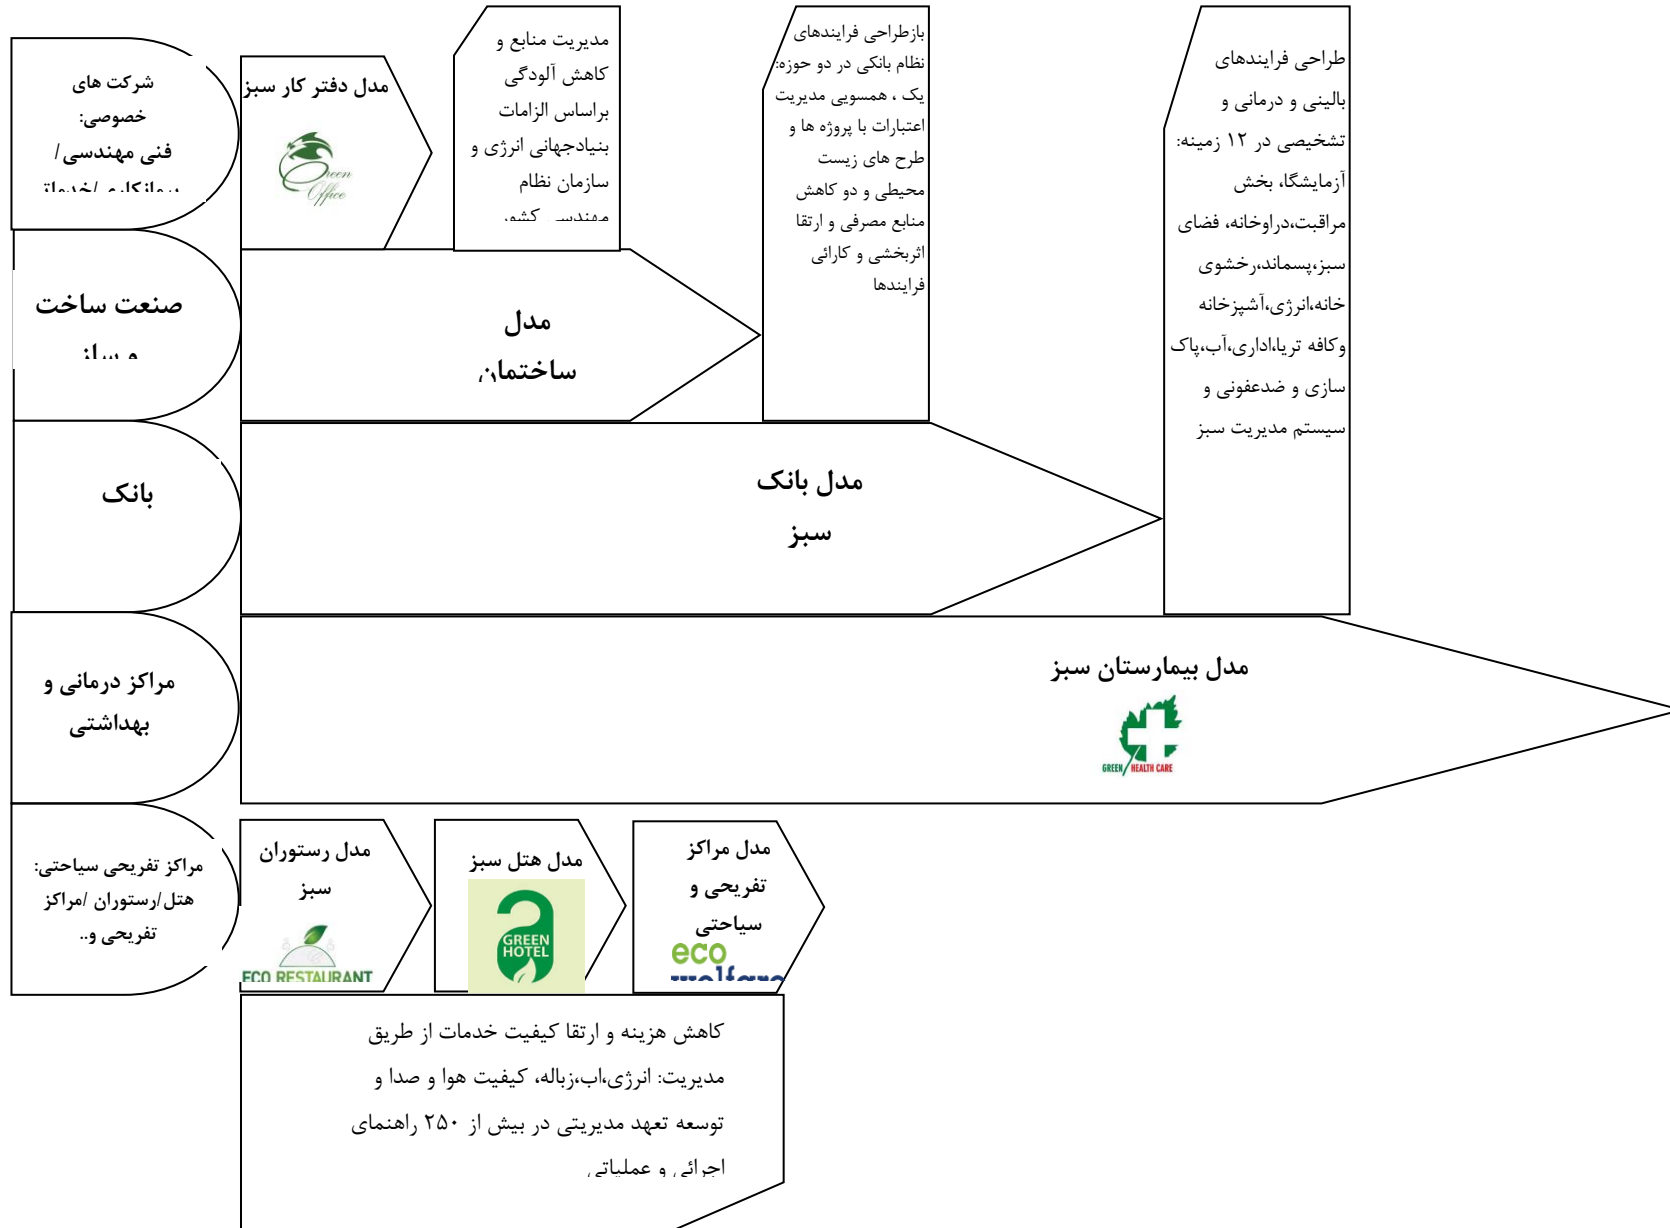 شرکت های
خصوصی:
فنی مهندسی/
مدل دفتر کار سبز
Green
Office
مدیریت منابع و
کاهش آلودگی
براساس الزامات
بنیادجهانی انرژی و
سازمان نظام
مهندسی کشور
بازطراحی فرایندهای
نظام بانکی در دو حوزه:
یک ، همسویی مدیریت
اعتبارات با پروژه ها و
طرح های زیست
محیطی و دو کاهش
منابع مصرفی و ارتقا
اثربخشی و کارائی
فرایندها
طراحی فرایندهای
بالینی و درمانی و
تشخیصی در ۱۲ زمینه:
آزمایشگا، بخش
مراقبت،دراوخانه، فضای
سبز،پسماند،رخشوی
خانه،انرژی،آشپزخانه
وکافه تریا،اداری،آب،پاک
سازی و ضدعفونی و
سیستم مدیریت سبز
صنعت ساخت
و ساز
مدل
ساختمان
بانک
مدل بانک
سبز
مراکز درمانی و
بهداشتی
مدل بیمارستان سبز
GREEN HEALTH CARE
مراکز تفریحی سیاحتی:
هتل/رستوران /مراکز
تفریحی و..
مدل رستوران
سبز
ECO RESTAURANT
مدل هتل سبز
GREEN
HOTEL
مدل مراکز
تفریحی و
سیاحتی
eco
welfare
کاهش هزینه و ارتقا کیفیت خدمات از طریق
مدیریت: انرژی،اب،زباله، کیفیت هوا و صدا و
توسعه تعهد مدیریتی در بیش از ۲۵۰ راهنمای
اجرائی و عملیاتی